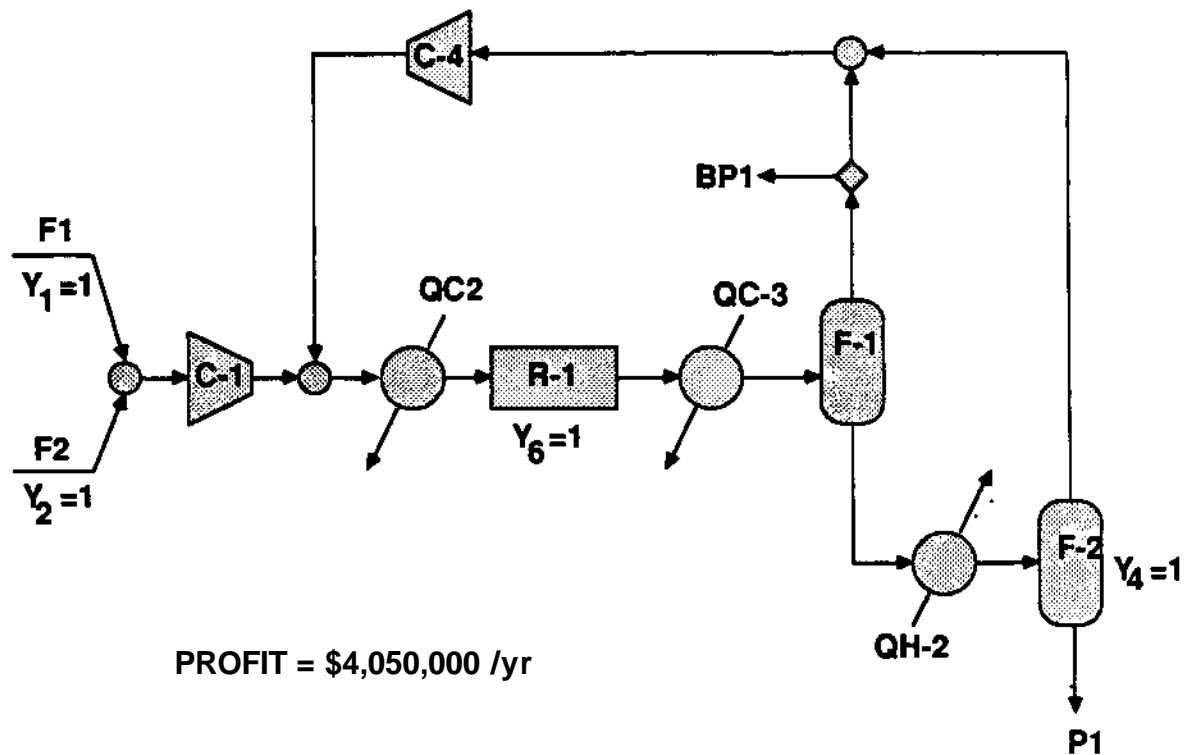 C-4
BP1
F1
Y1=1
QC2
QC-3
F-1
C-1
R-1
F2
Y6=1
Y2=1
F-2
Y4=1
QH-2
PROFIT = $4,050,000 /yr
P1